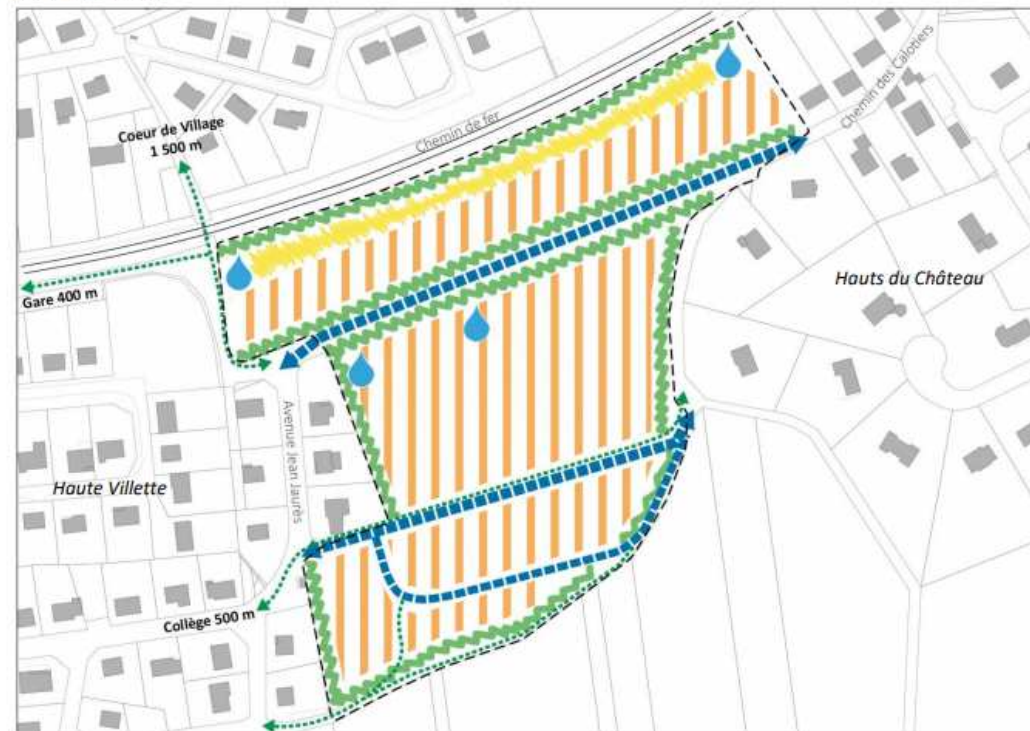 Coeur de Village
1 500 m
Chemin de fer
Chemin des Calotiers
Gare 400 m
Hauts du Château
Avenue Jean Jaurès
Haute Villette
Collège 500 m